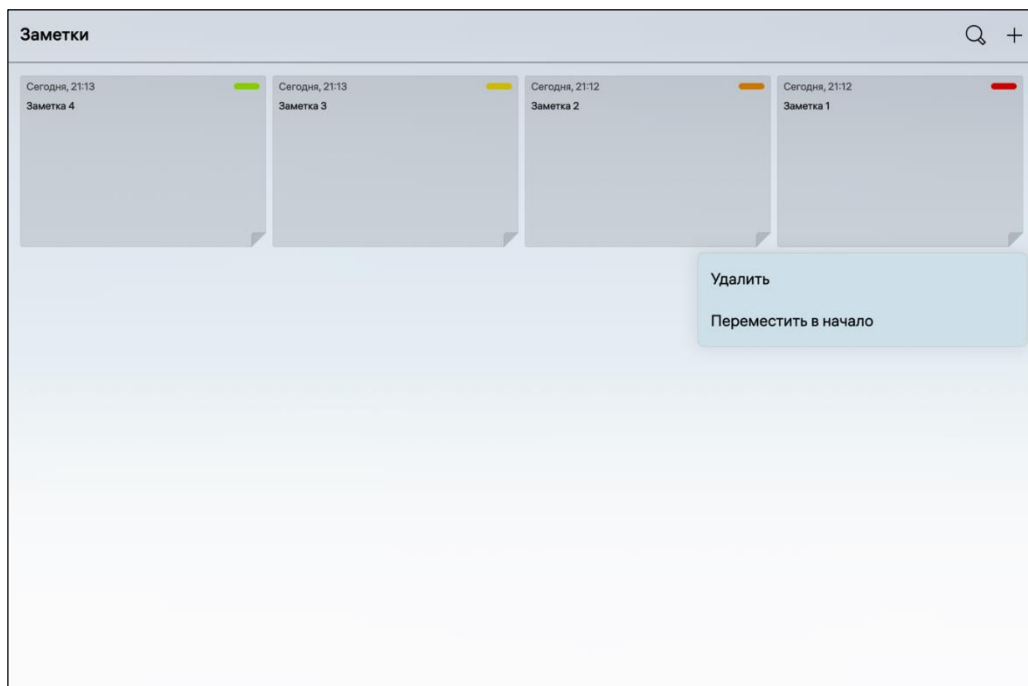 Заметки
Сегодня, 21:13
Заметка 4
Сегодня, 21:13
Заметка 3
Сегодня, 21:12
Заметка 2
Сегодня, 21:12
Заметка 1
Удалить
Переместить в начало